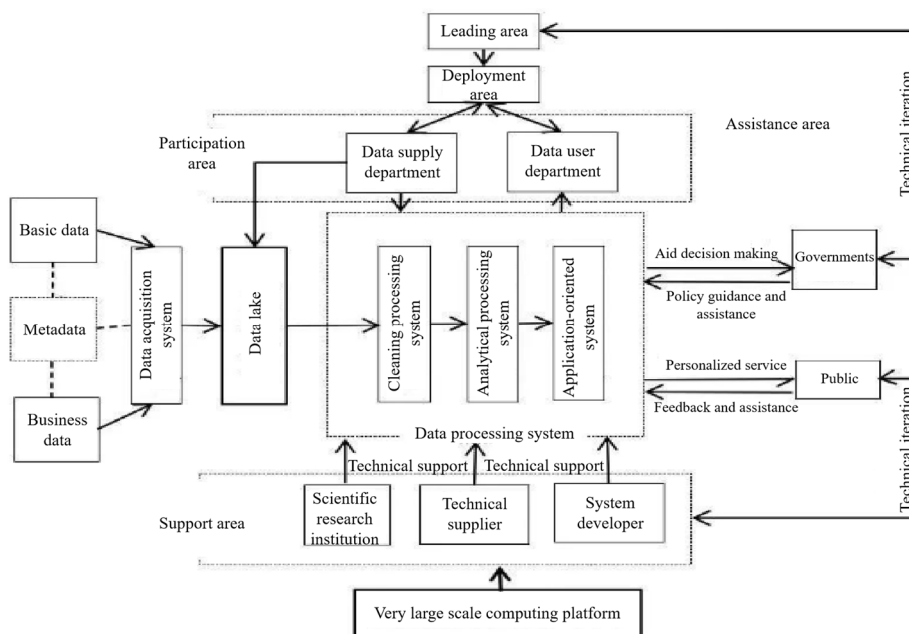 Leading area
Deployment
area
Technical iteration
Participation
area
Data supply
department
Data user
department
Assistance area
Basic data
Metadata
Business
data
Data acquisition
system
Data lake
Cleaning processing
system
Analytical processing
system
Application-oriented
system
Data processing system
Aid decision making
Policy guidance and
assistance
Governments
Personalized service
Feedback and assistance
Public
Technical iteration
Technical support
Technical support
Support area
Scientific
research
institution
Technical
supplier
System
developer
Very large scale computing platform